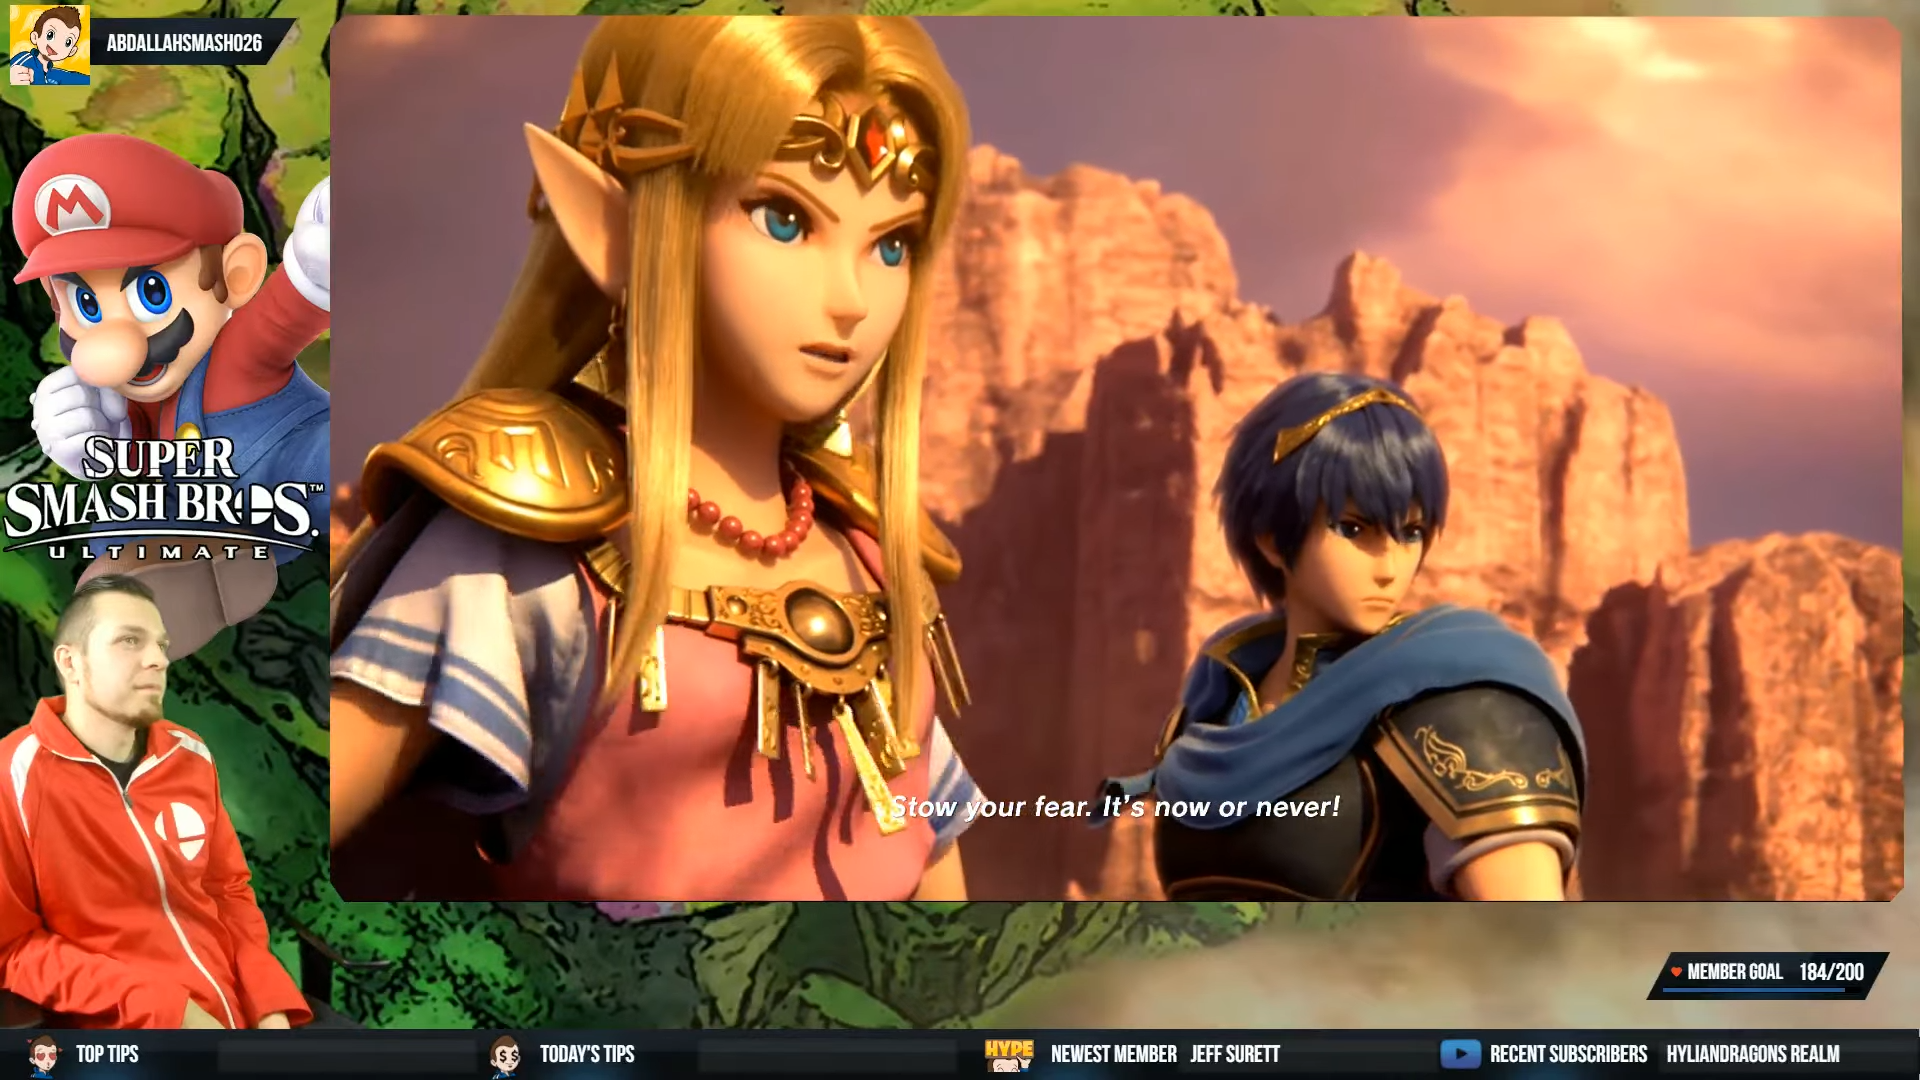 ABDALLAHSMASH026
M
SUPER
SMASH BROS.™
ULTIMATE
Stow your fear. It's now or never!
MEMBER GOAL 184/200
TOP TIPS
TODAY'S TIPS
HYPE
NEWEST MEMBER JEFF SURETT
RECENT SUBSCRIBERS HYLIANDRAGONS REALM